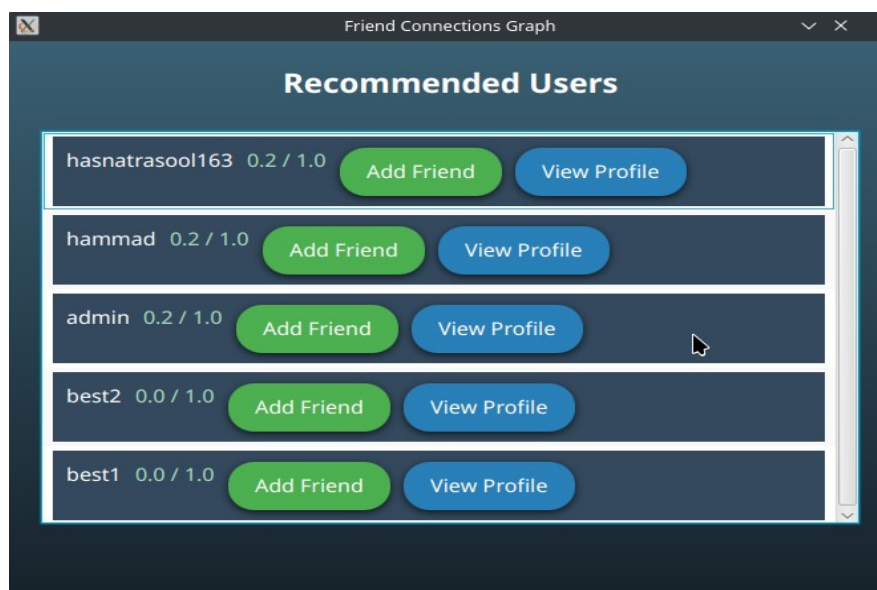 Friend Connections Graph
Recommended Users
hasnatrasool163 0.2 / 1.0 Add Friend View Profile
hammad 0.2 / 1.0 Add Friend View Profile
admin 0.2 / 1.0 Add Friend View Profile
best2 0.0 / 1.0 Add Friend View Profile
best1 0.0 / 1.0 Add Friend View Profile